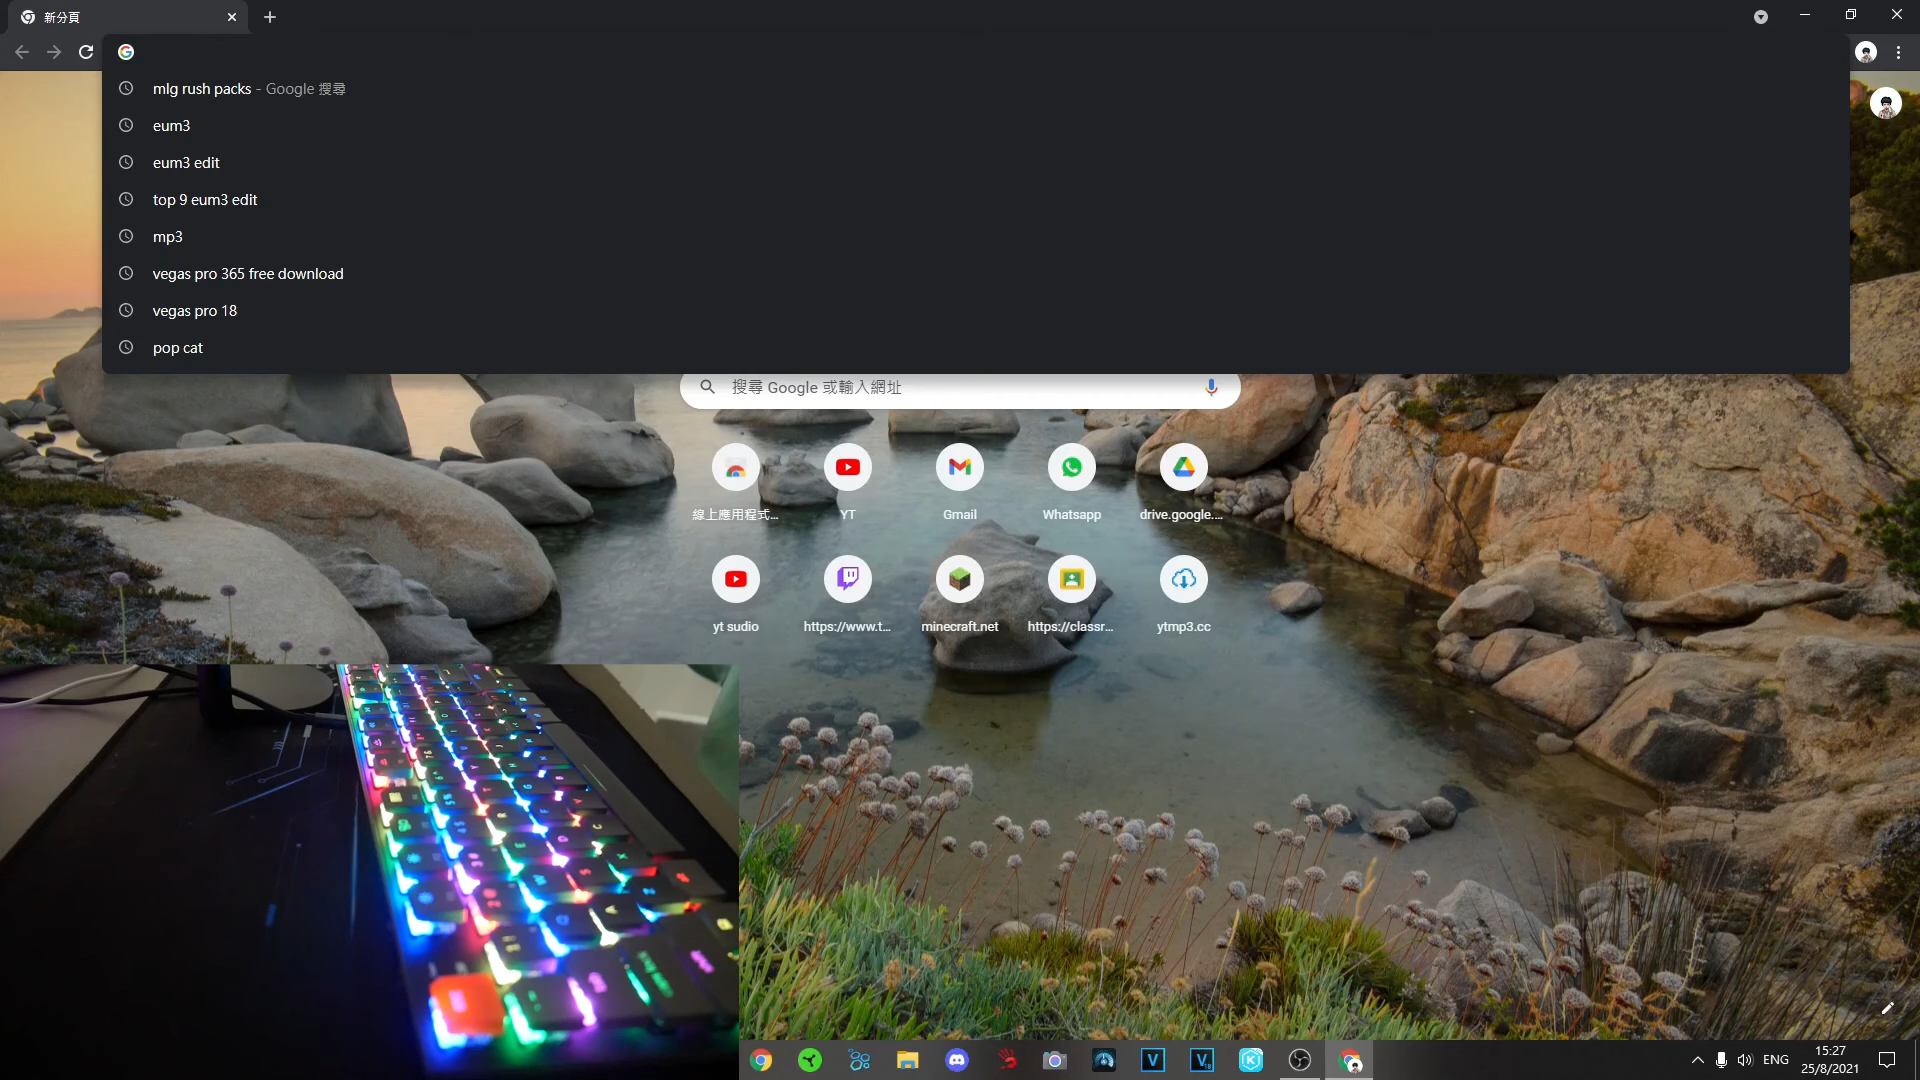 新分頁
mlg rush packs - Google 搜尋
eum3
eum3 edit
top 9 eum3 edit
mp3
vegas pro 365 free download
vegas pro 18
pop cat
搜尋 Google 或輸入網址
線上應用程式...
YT
Gmail
Whatsapp
drive.google....
yt sudio
https://www.t...
minecraft.net
https://classr...
ytmp3.cc
ENG
15:27
25/8/2021